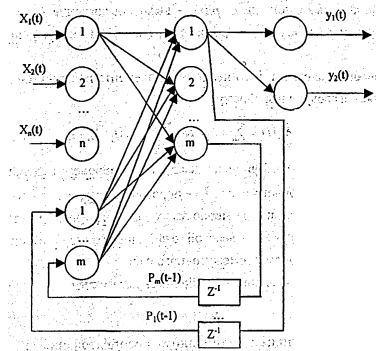 X₁(t)
1
1
y₁(t)
X₂(t)
2
2
y₂(t)
...
...
Xₙ(t)
n
m
1
...
m
Pₘ(t-1)
Z⁻¹
...
P₁(t-1)
Z⁻¹